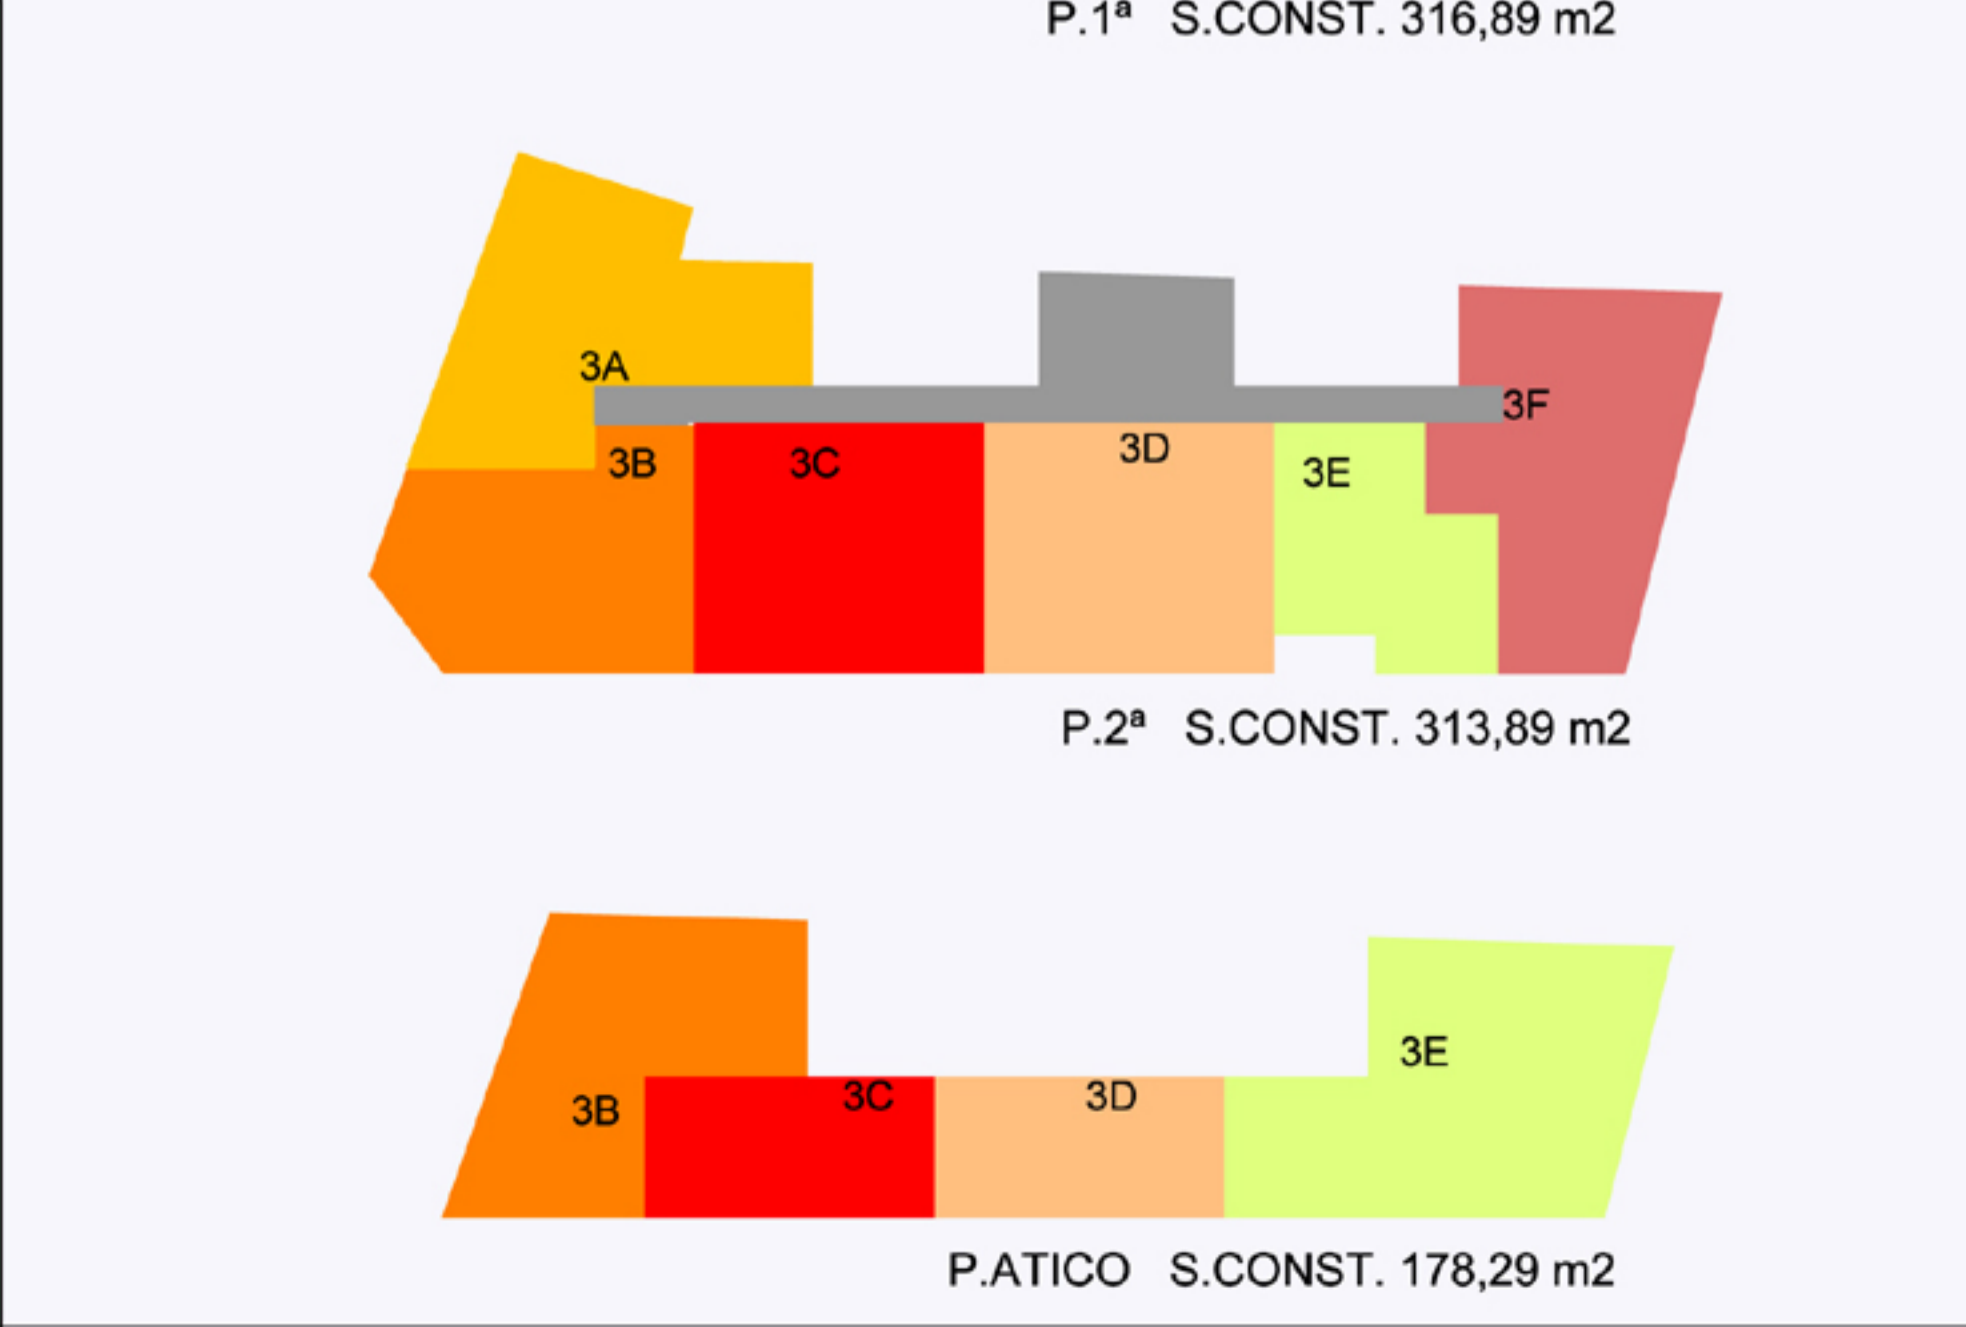 P.1ª S.CONST. 316,89 m2
3A
3F
3B
3C
3D
3E
P.2ª S.CONST. 313,89 m2
3E
3B
3C
3D
P.ATICO S.CONST. 178,29 m2